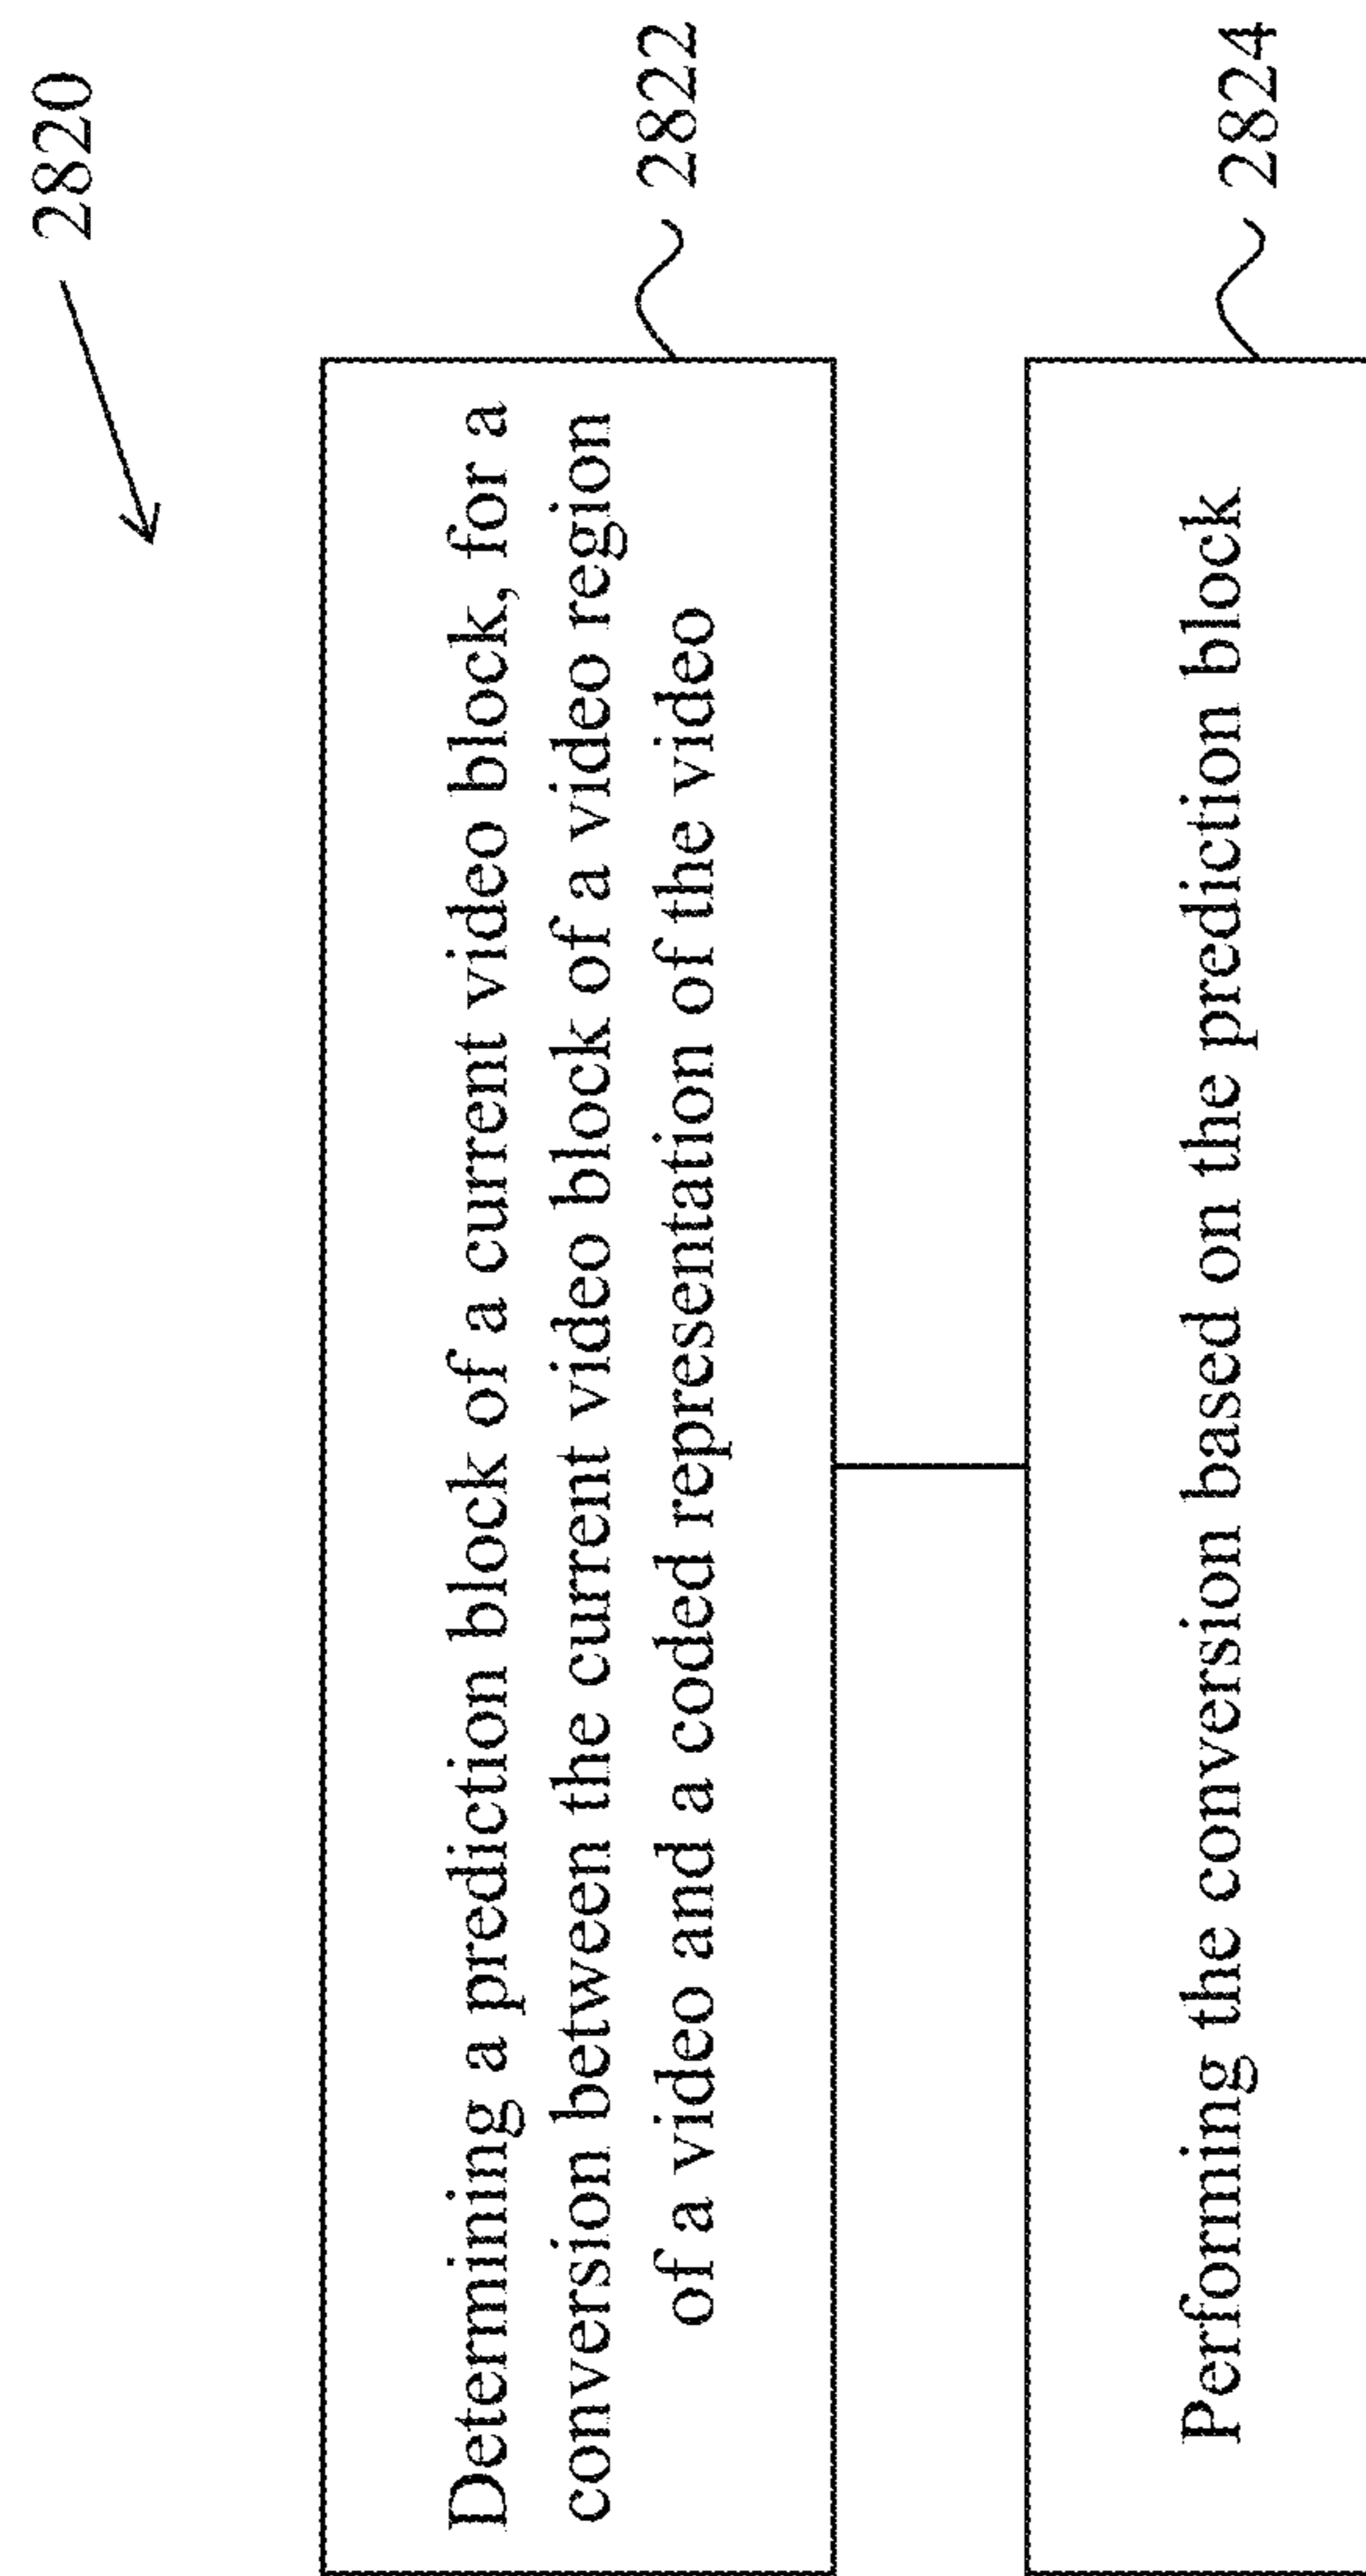 2820
Determining a prediction block of a current video block, for a
conversion between the current video block of a video region
of a video and a coded representation of the video
2822
Performing the conversion based on the prediction block
2824